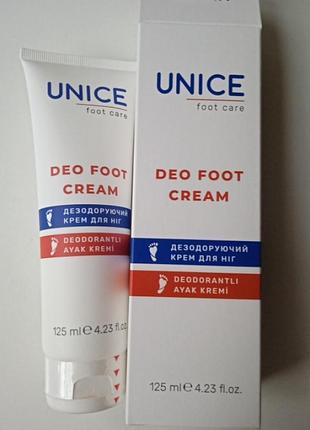 UNICE
foot care
DEO FOOT
CREAM
ДЕЗОДОРУЮЧИЙ
КРЕМ ДЛЯ НІГ
DEODORANTLI
AYAK KREMİ
125 ml ℮ 4.23 fl.oz.
UNICE
foot care
DEO FOOT
CREAM
ДЕЗОДОРУЮЧИЙ
КРЕМ ДЛЯ НІГ
DEODORANTLI
AYAK KREMİ
125 ml ℮ 4.23 fl.oz.